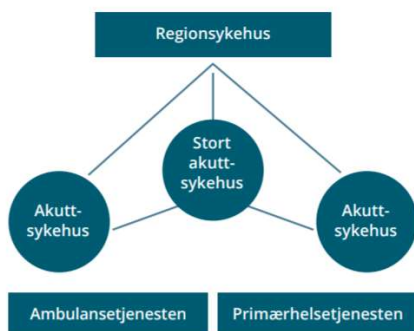 Regionsykehus
Stort
akutt-
sykehus
Akutt-
sykehus
Akutt-
sykehus
Ambulansetjenesten
Primærhelsetjenesten